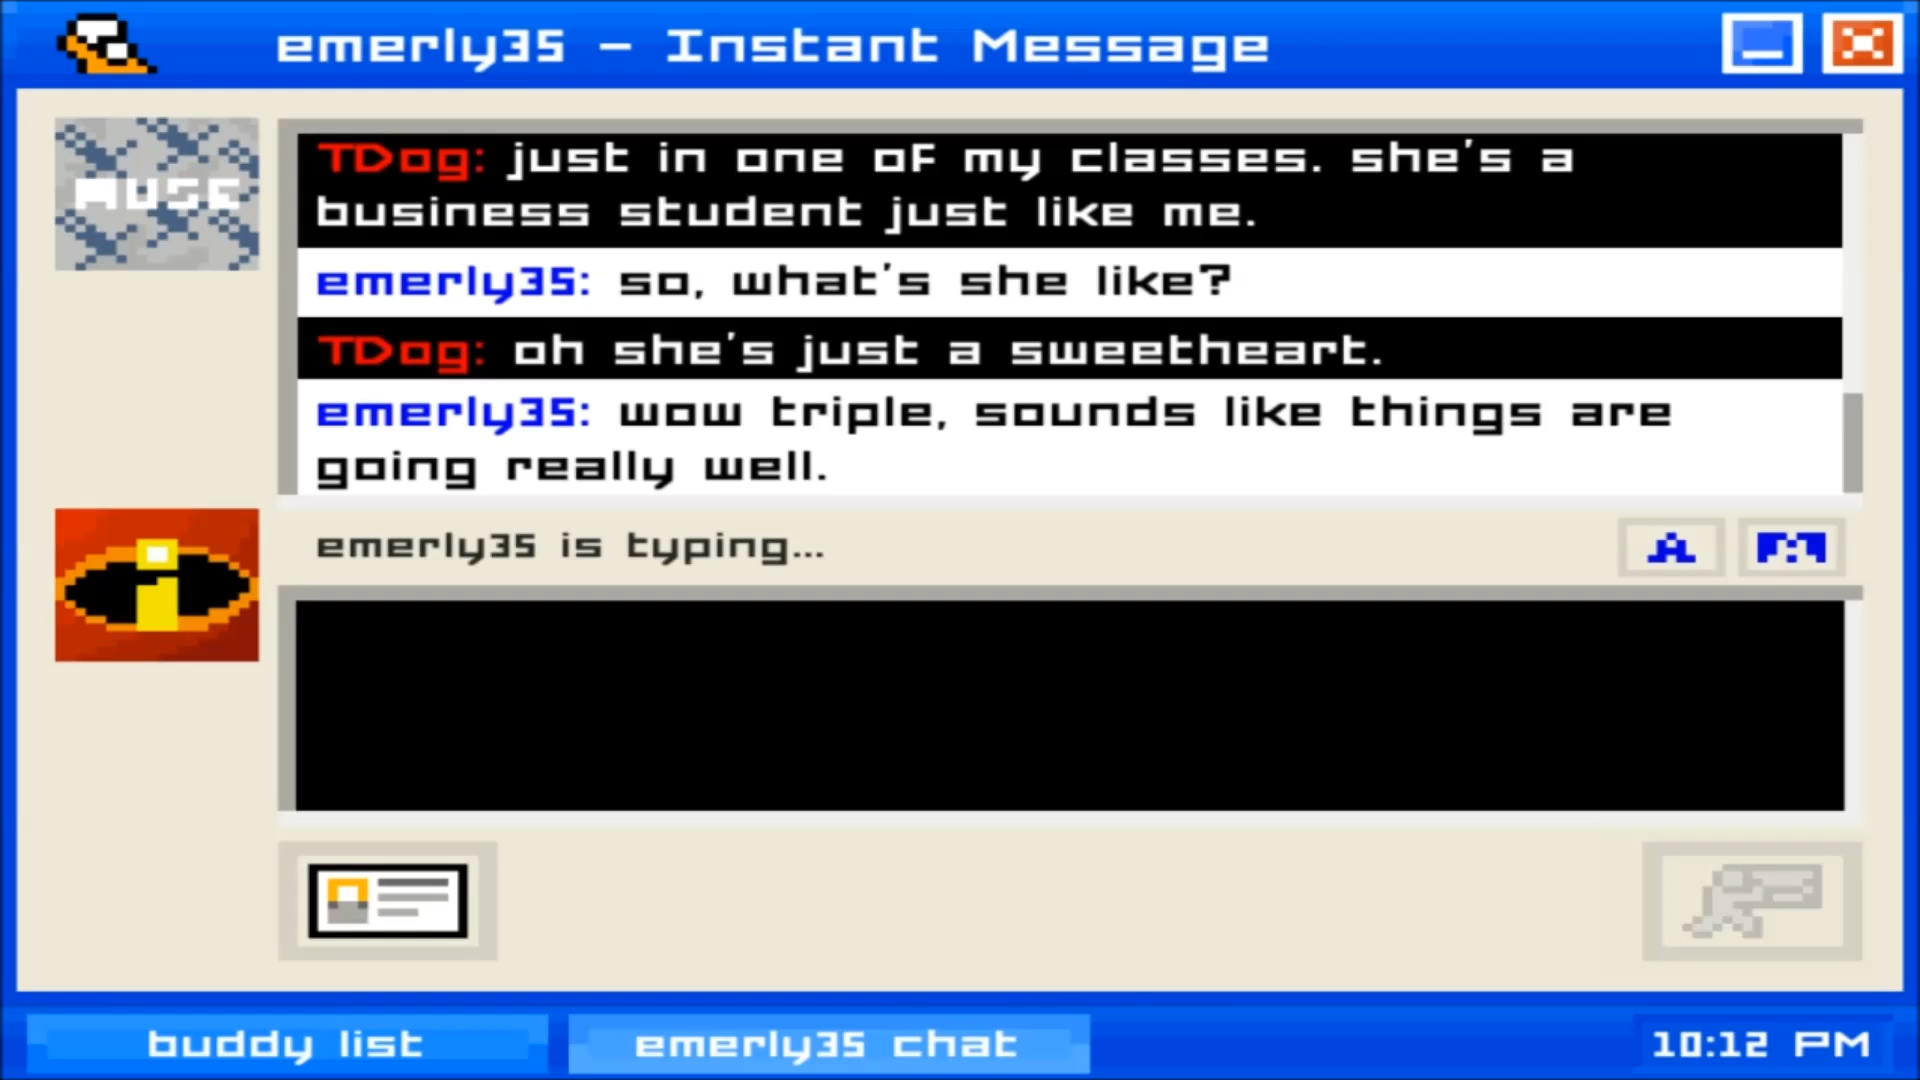 emerly35 - Instant Message
MUSE
TDog: just in one of my classes. she's a
business student just like me.
emerly35: so, what's she like?
TDog: oh she's just a sweetheart.
emerly35: wow triple, sounds like things are
going really well.
emerly35 is typing...
i
A
A
buddy list
emerly35 chat
10:12 PM